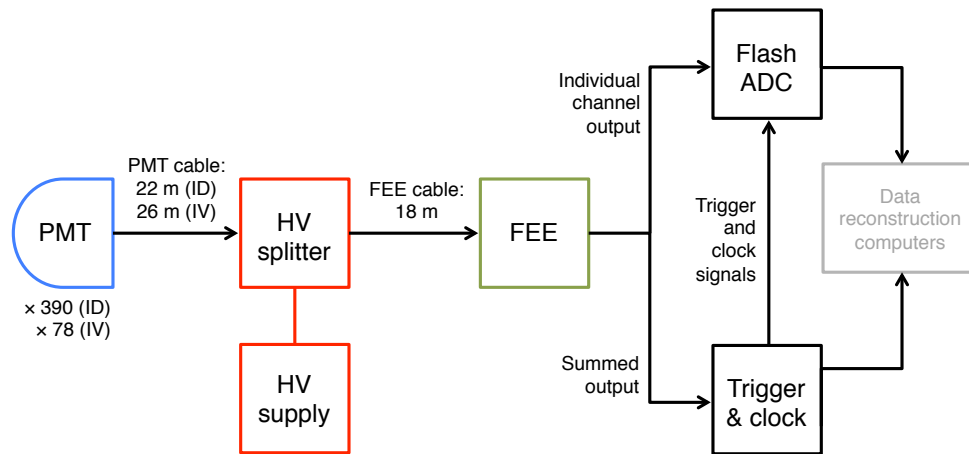 PMT
× 390 (ID)
× 78 (IV)
PMT cable:
22 m (ID)
26 m (IV)
HV
splitter
HV
supply
FEE cable:
18 m
FEE
Individual
channel
output
Summed
output
Flash
ADC
Trigger
and
clock
signals
Trigger
& clock
Data
reconstruction
computers